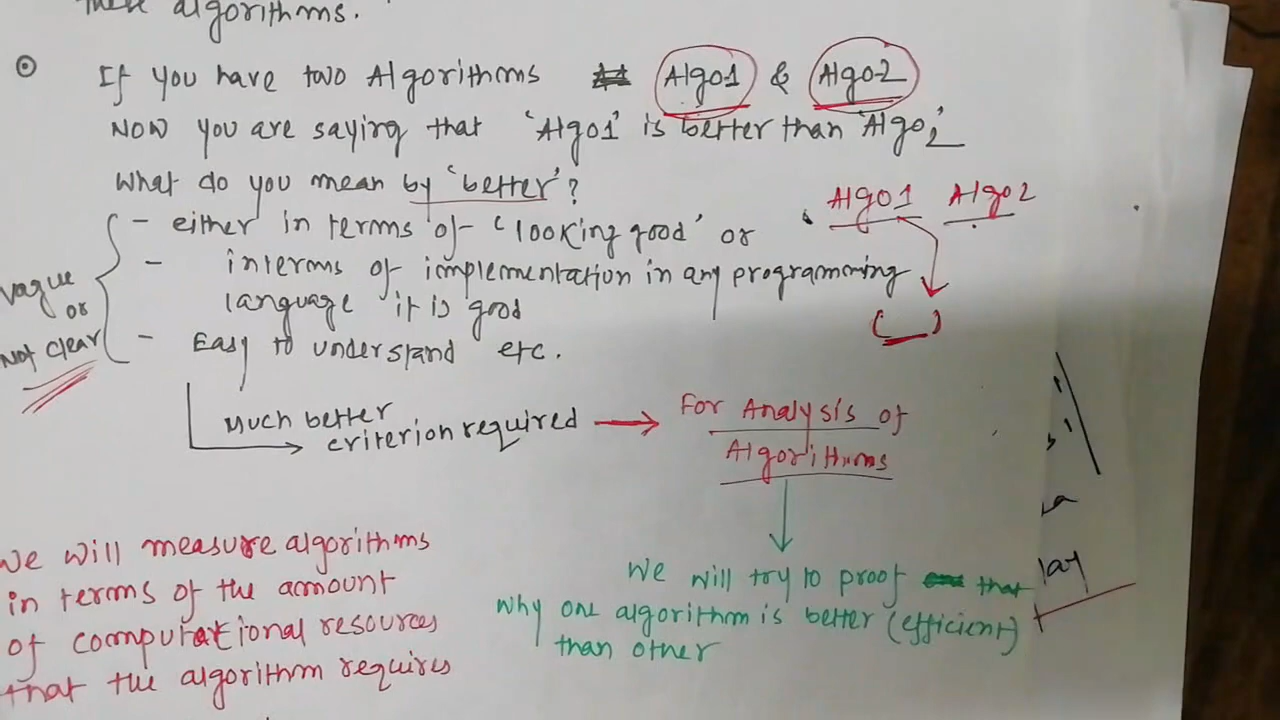 these algorithms.
If you have two Algorithms Algo1 & Algo2
Now you are saying that 'Algo1' is better than 'Algo2'
What do you mean by 'better'?
- either in terms of 'looking good' or
- interms of implementation in any programming
language it is good
- Easy to understand etc.
vague
or
Not clear
Algo1 Algo2
Much better
criterion required → For Analysis of
Algorithms
We will try to proof that
why one algorithm is better (efficient)
than other
We will measure algorithms
in terms of the amount
of computational resources
that the algorithm requires